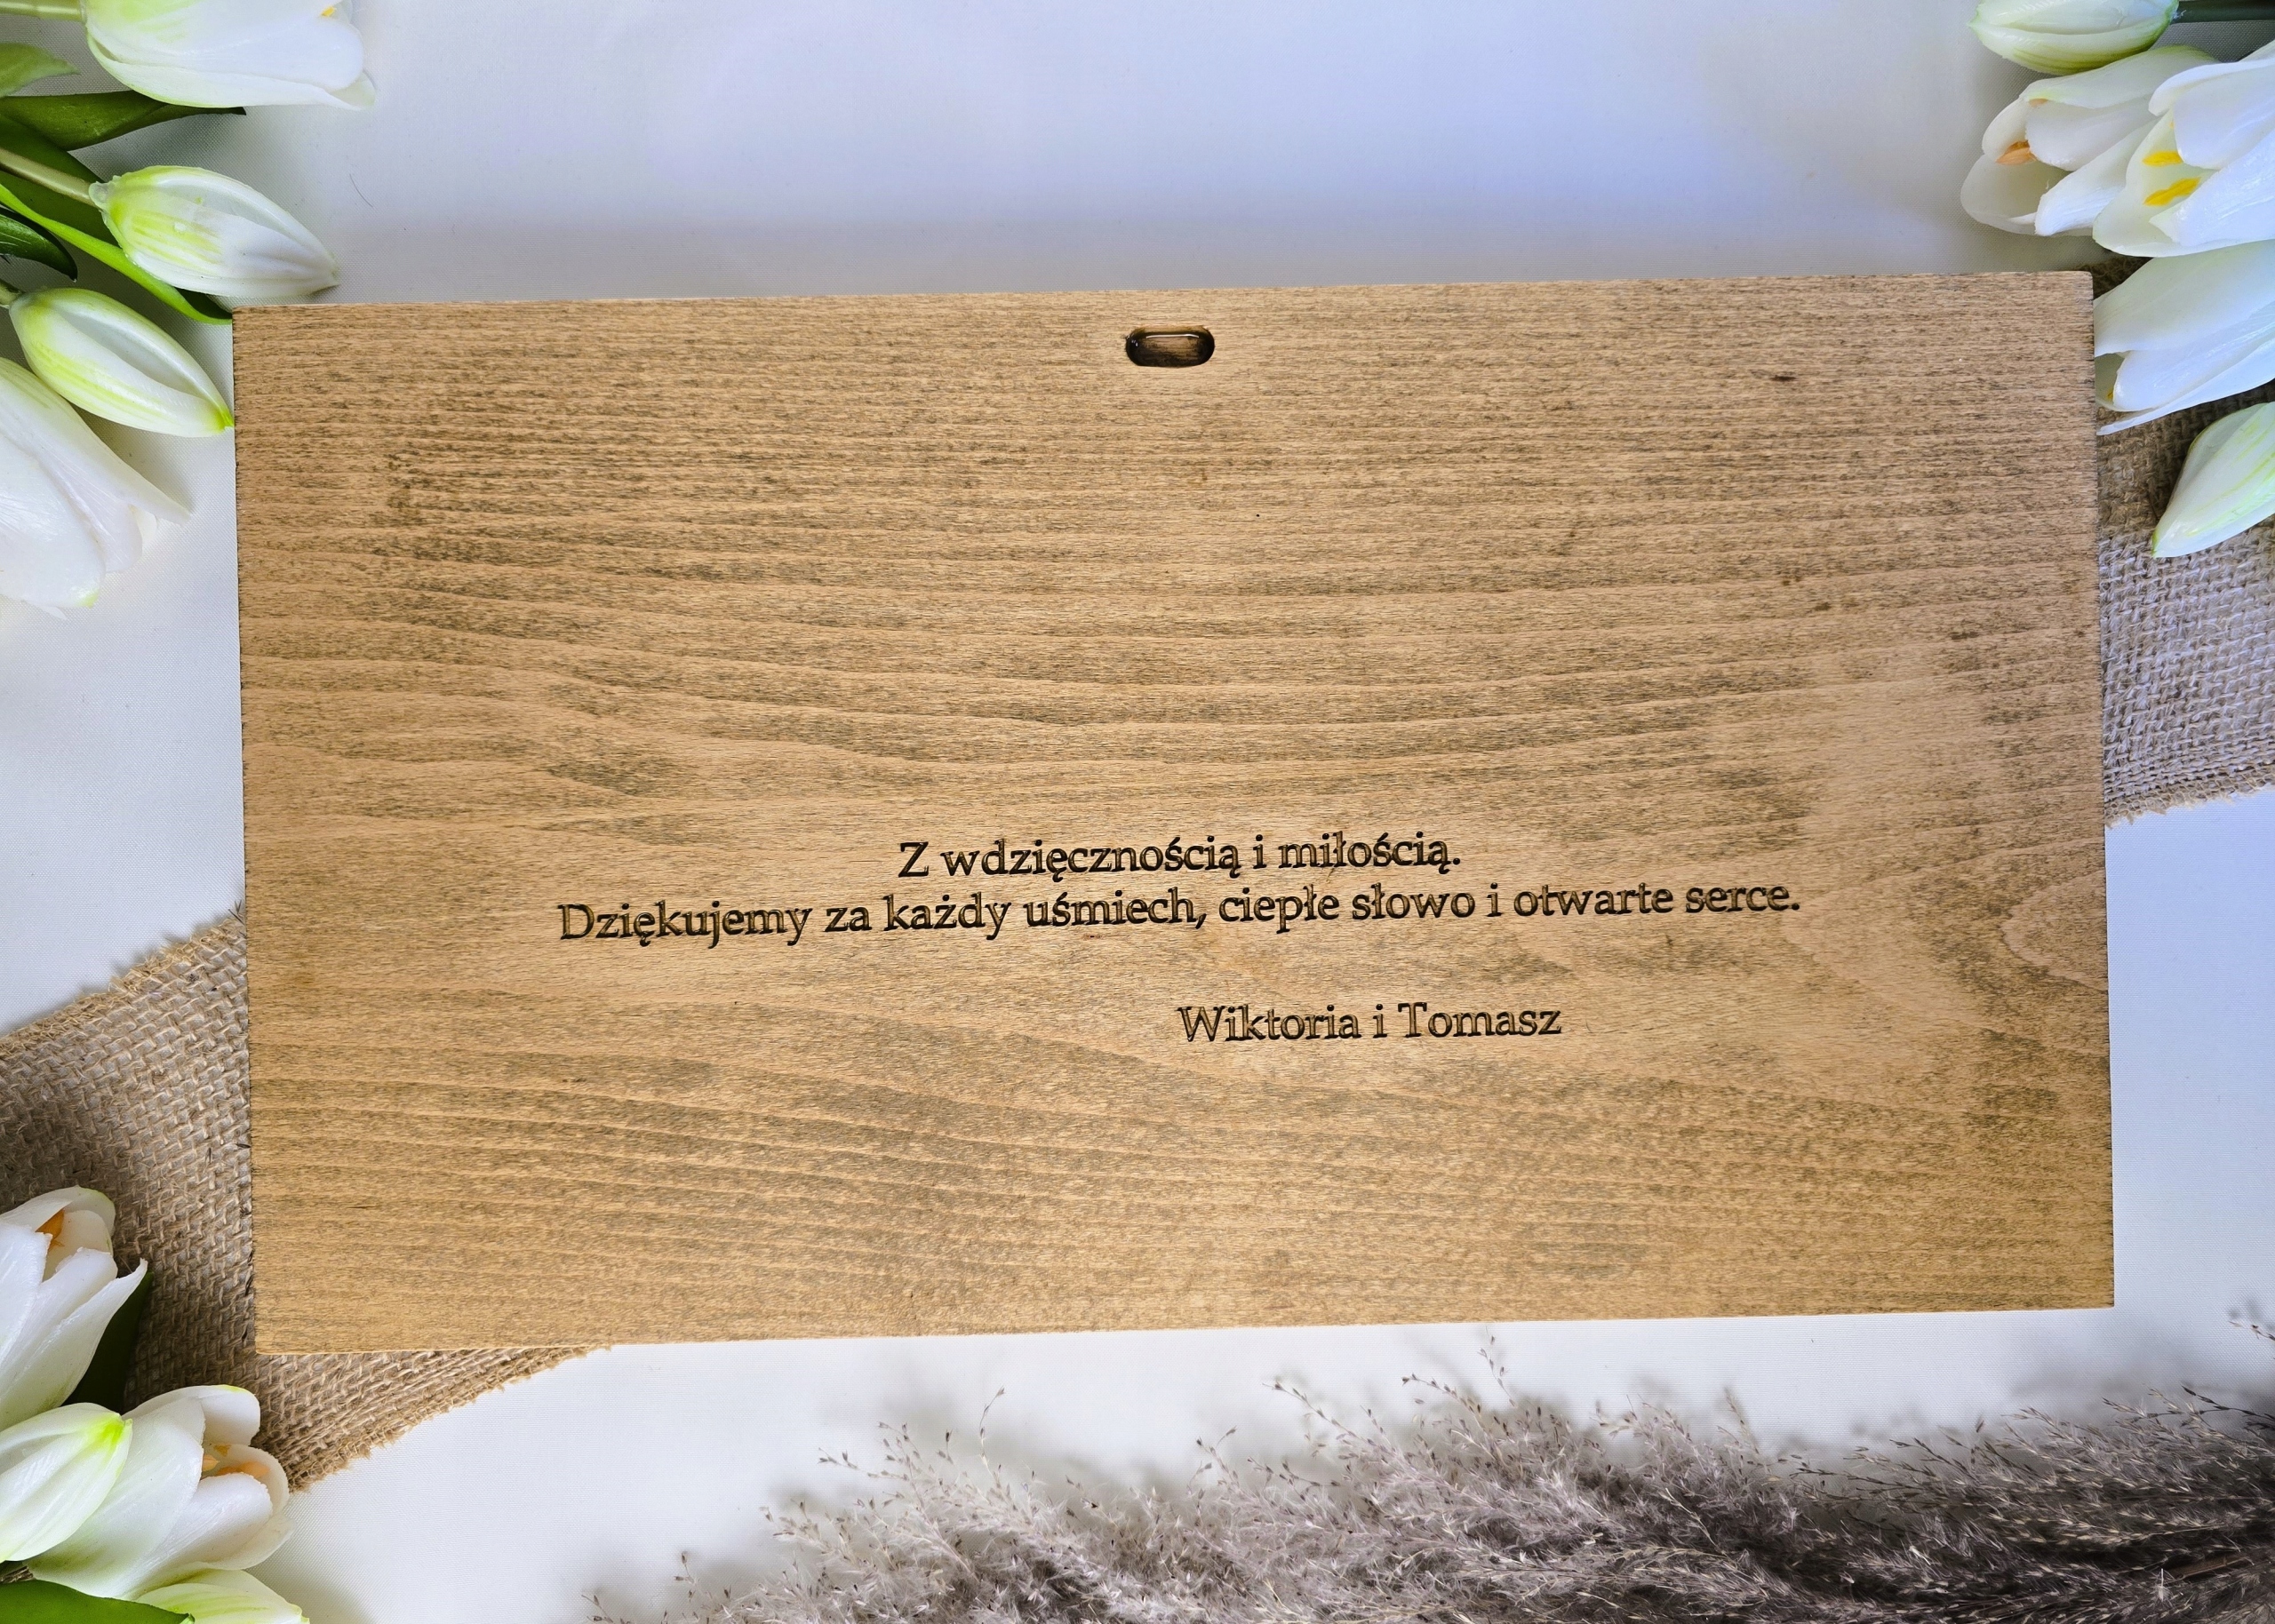 Z wdzięcznością i miłością.
Dziękujemy za każdy uśmiech, ciepłe słowo i otwarte serce.
Wiktoria i Tomasz